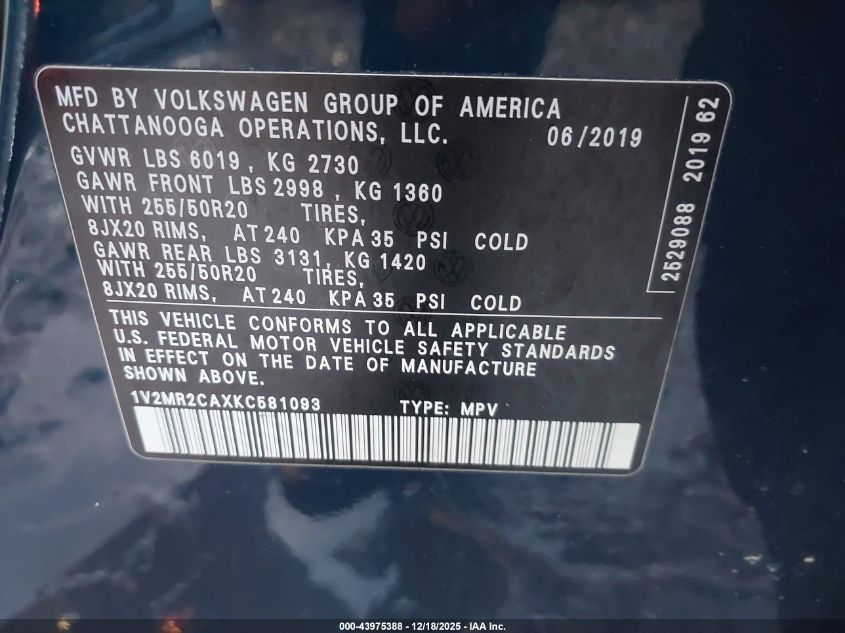 MFD BY VOLKSWAGEN GROUP OF AMERICA
CHATTANOOGA OPERATIONS, LLC. 06/2019
GVWR LBS 6019, KG 2730
GAWR FRONT LBS 2998, KG 1360
WITH 255/50R20 TIRES,
8JX20 RIMS, AT 240 KPA 35 PSI COLD
GAWR REAR LBS 3131, KG 1420
WITH 255/50R20 TIRES,
8JX20 RIMS, AT 240 KPA 35 PSI COLD
THIS VEHICLE CONFORMS TO ALL APPLICABLE
U.S. FEDERAL MOTOR VEHICLE SAFETY STANDARDS
IN EFFECT ON THE DATE OF MANUFACTURE
SHOWN ABOVE.
1V2MR2CAXKC581093 TYPE: MPV
2529088 2019 62
000-43975388 - 12/18/2025 - IAA Inc.